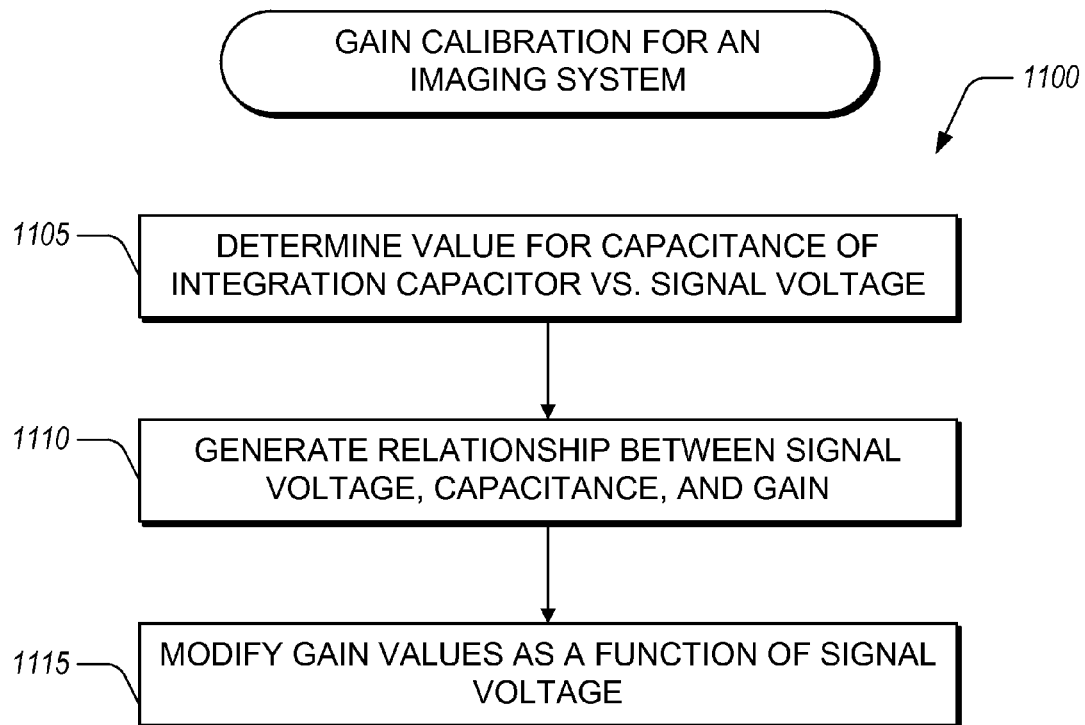 GAIN CALIBRATION FOR AN
IMAGING SYSTEM
1100
1105
DETERMINE VALUE FOR CAPACITANCE OF
INTEGRATION CAPACITOR VS. SIGNAL VOLTAGE
1110
GENERATE RELATIONSHIP BETWEEN SIGNAL
VOLTAGE, CAPACITANCE, AND GAIN
1115
MODIFY GAIN VALUES AS A FUNCTION OF SIGNAL
VOLTAGE